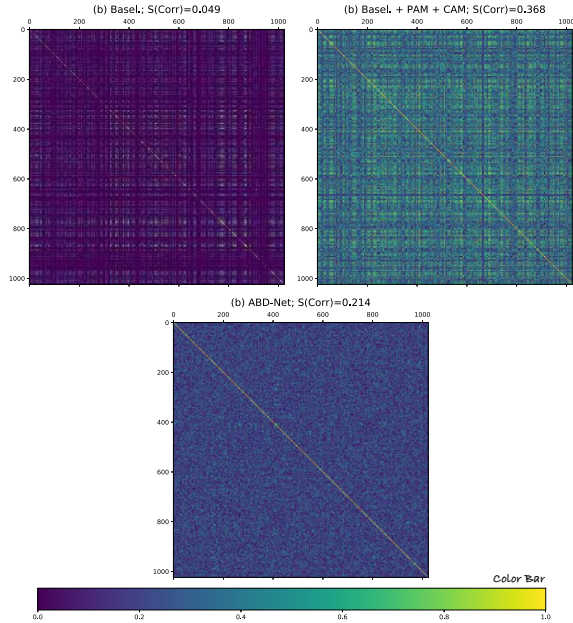 (b) Basel.; S(Corr)=0.049
0 200 400 600 800 1000
0
200
400
600
800
1000
(b) Basel. + PAM + CAM; S(Corr)=0.368
0 200 400 600 800 1000
0
200
400
600
800
1000
(b) ABD-Net; S(Corr)=0.214
0 200 400 600 800 1000
0
200
400
600
800
1000
Color Bar
0.0 0.2 0.4 0.6 0.8 1.0